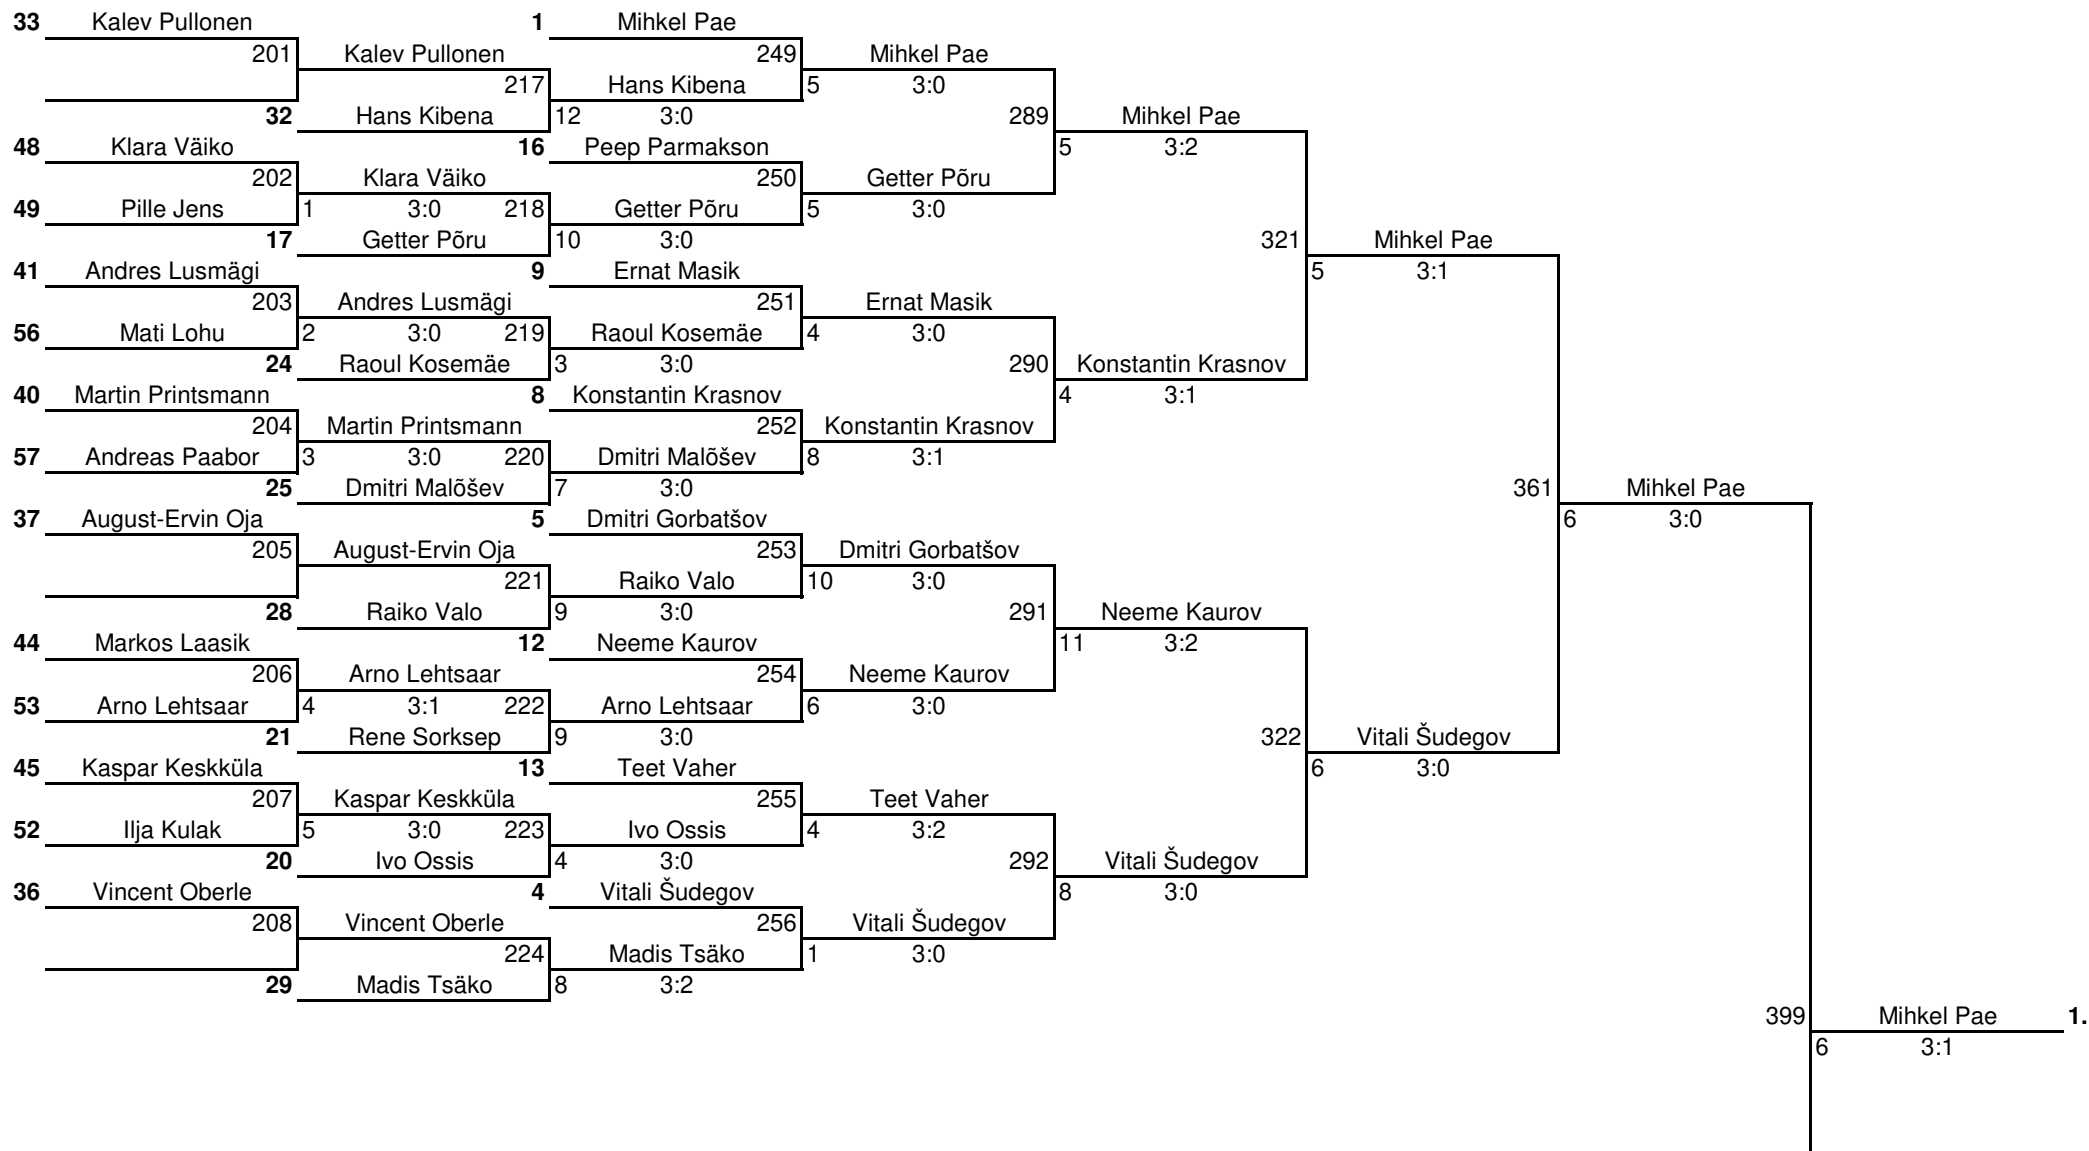 33 Kalev Pullonen 1 Mihkel Pae
201 Kalev Pullonen 249 Mihkel Pae
217 Hans Kibena 5 3:0
32 Hans Kibena 12 3:0 289 Mihkel Pae
48 Klara Väiko 16 Peep Parmakson 5 3:2
202 Klara Väiko 250 Getter Põru
49 Pille Jens 1 3:0 218 Getter Põru 5 3:0
17 Getter Põru 10 3:0 321 Mihkel Pae
41 Andres Lusmägi 9 Ernat Masik 5 3:1
203 Andres Lusmägi 251 Ernat Masik
56 Mati Lohu 2 3:0 219 Raoul Kosemäe 4 3:0
24 Raoul Kosemäe 3 3:0 290 Konstantin Krasnov
40 Martin Printsmann 8 Konstantin Krasnov 4 3:1
204 Martin Printsmann 252 Konstantin Krasnov
57 Andreas Paabor 3 3:0 220 Dmitri Malõšev 8 3:1
25 Dmitri Malõšev 7 3:0 361 Mihkel Pae
37 August-Ervin Oja 5 Dmitri Gorbatšov 6 3:0
205 August-Ervin Oja 253 Dmitri Gorbatšov
221 Raiko Valo 10 3:0
28 Raiko Valo 9 3:0 291 Neeme Kaurov
44 Markos Laasik 12 Neeme Kaurov 11 3:2
206 Arno Lehtsaar 254 Neeme Kaurov
53 Arno Lehtsaar 4 3:1 222 Arno Lehtsaar 6 3:0
21 Rene Sorksep 9 3:0 322 Vitali Šudegov
45 Kaspar Keskküla 13 Teet Vaher 6 3:0
207 Kaspar Keskküla 255 Teet Vaher
52 Ilja Kulak 5 3:0 223 Ivo Ossis 4 3:2
20 Ivo Ossis 4 3:0 292 Vitali Šudegov
36 Vincent Oberle 4 Vitali Šudegov 8 3:0
208 Vincent Oberle 256 Vitali Šudegov
224 Madis Tsäko 1 3:0
29 Madis Tsäko 8 3:2
399 Mihkel Pae 1.
6 3:1